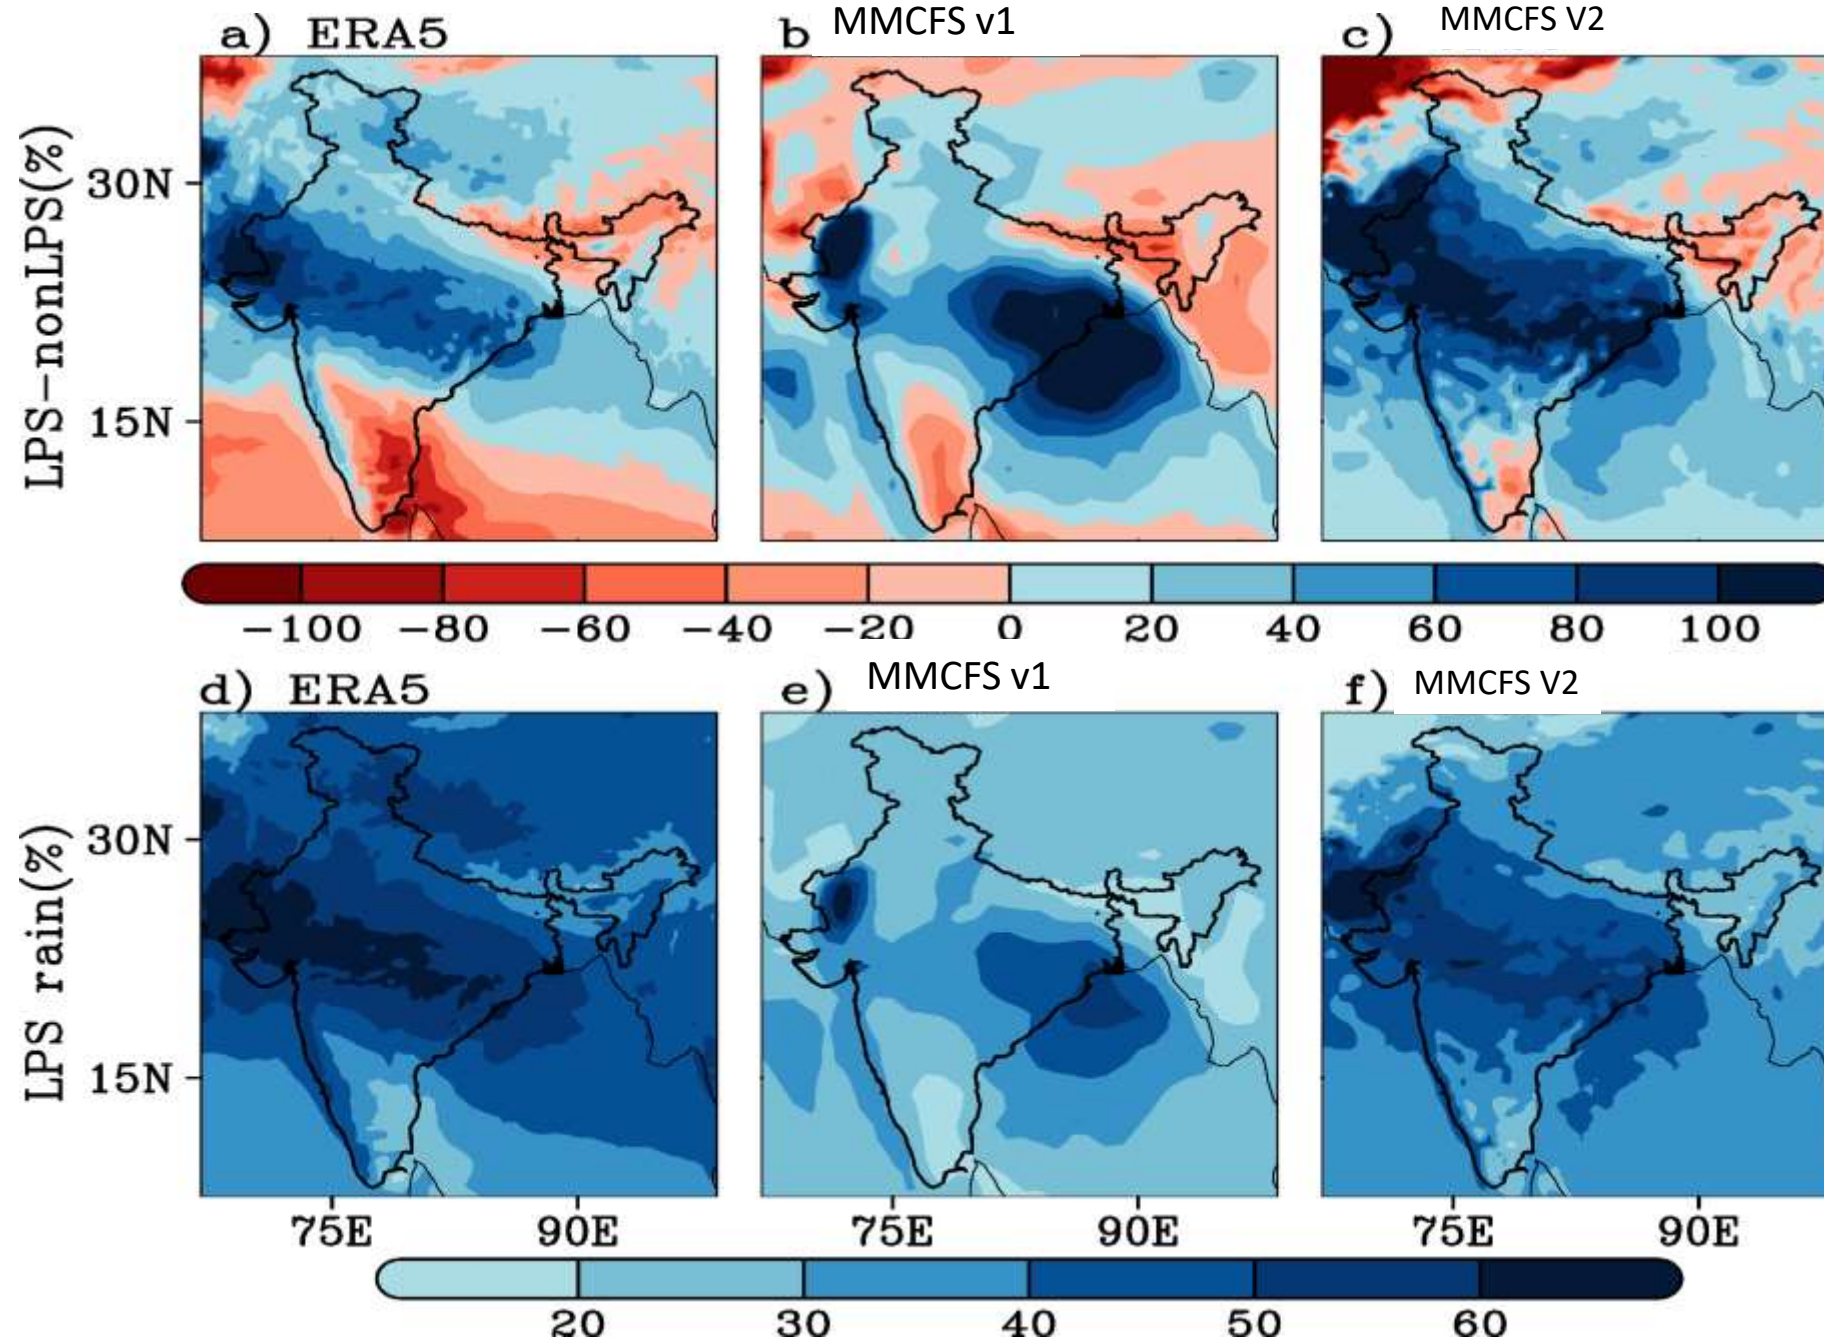 a) ERA5
b MMCFS v1
c) MMCFS V2
LPS-nonLPS(%)
30N
15N
-100 -80 -60 -40 -20 0 20 40 60 80 100
d) ERA5
e) MMCFS v1
f) MMCFS V2
LPS rain(%)
30N
15N
75E 90E 75E 90E 75E 90E
20 30 40 50 60